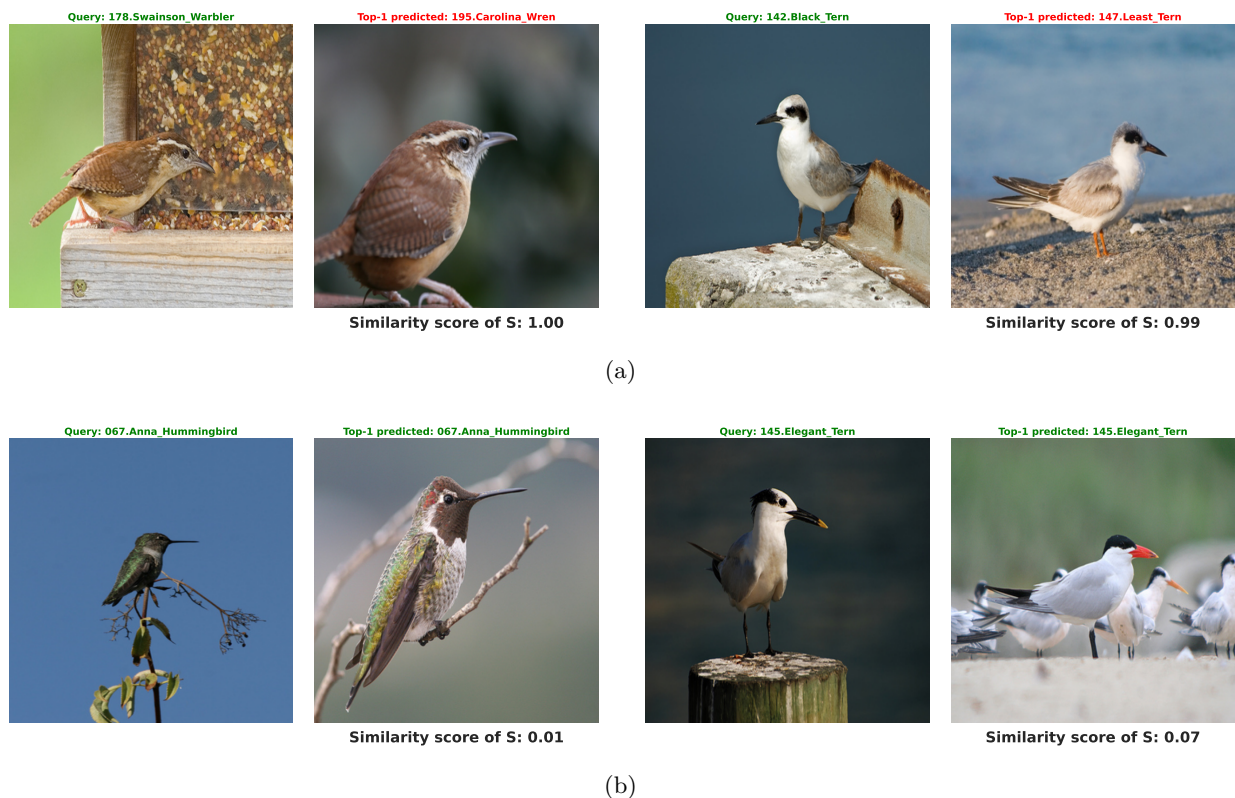 Query: 178.Swainson_Warbler
Top-1 predicted: 195.Carolina_Wren
Query: 142.Black_Tern
Top-1 predicted: 147.Least_Tern
Similarity score of S: 1.00
Similarity score of S: 0.99
(a)
Query: 067.Anna_Hummingbird
Top-1 predicted: 067.Anna_Hummingbird
Query: 145.Elegant_Tern
Top-1 predicted: 145.Elegant_Tern
Similarity score of S: 0.01
Similarity score of S: 0.07
(b)